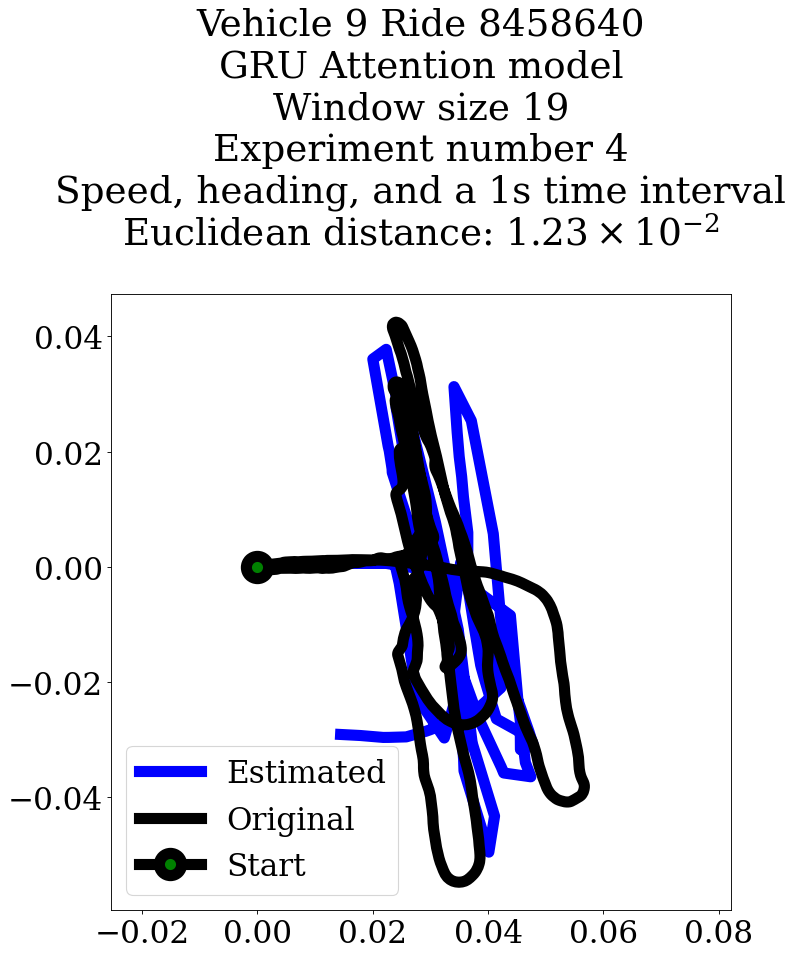 Vehicle 9 Ride 8458640
GRU Attention model
Window size 19
Experiment number 4
Speed, heading, and a 1s time interval
Euclidean distance: 1.23 × 10⁻²
0.04
0.02
0.00
−0.02
−0.04
Estimated
Original
Start
−0.02 0.00 0.02 0.04 0.06 0.08